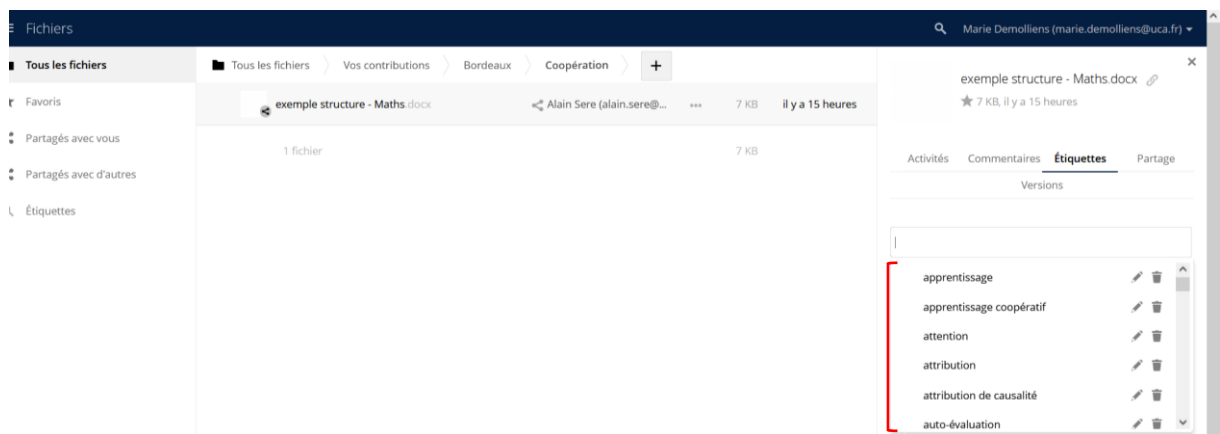 Fichiers
Marie Demolliens (marie.demolliens@uca.fr)
Tous les fichiers
Favoris
Partagés avec vous
Partagés avec d'autres
Étiquettes
Tous les fichiers Vos contributions Bordeaux Coopération +
exemple structure - Maths.docx Alain Sere (alain.sere@... ••• 7 KB il y a 15 heures
1 fichier 7 KB
exemple structure - Maths.docx
7 KB, il y a 15 heures
Activités Commentaires Étiquettes Partage
Versions
apprentissage
apprentissage coopératif
attention
attribution
attribution de causalité
auto-évaluation